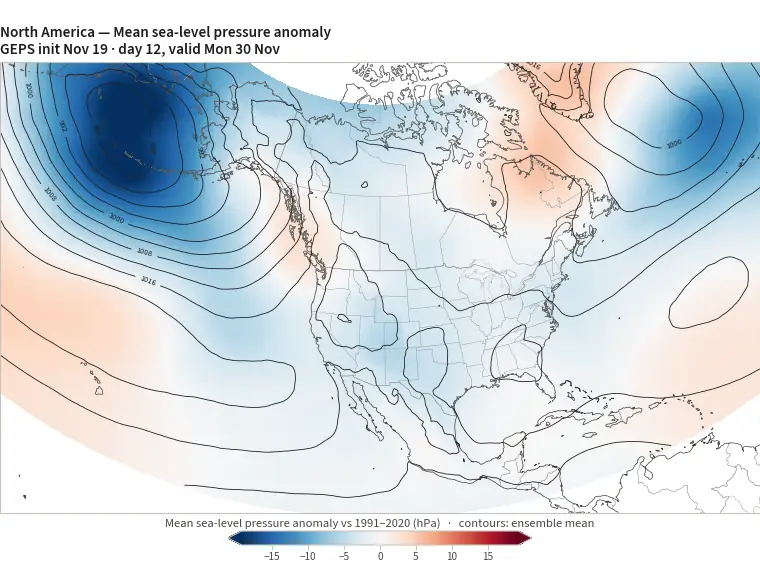 North America — Mean sea-level pressure anomaly
GEPS init Nov 19 · day 12, valid Mon 30 Nov
1000
992
1008
1000
1008
1016
1016
1000
Mean sea-level pressure anomaly vs 1991–2020 (hPa) · contours: ensemble mean
−15 −10 −5 0 5 10 15